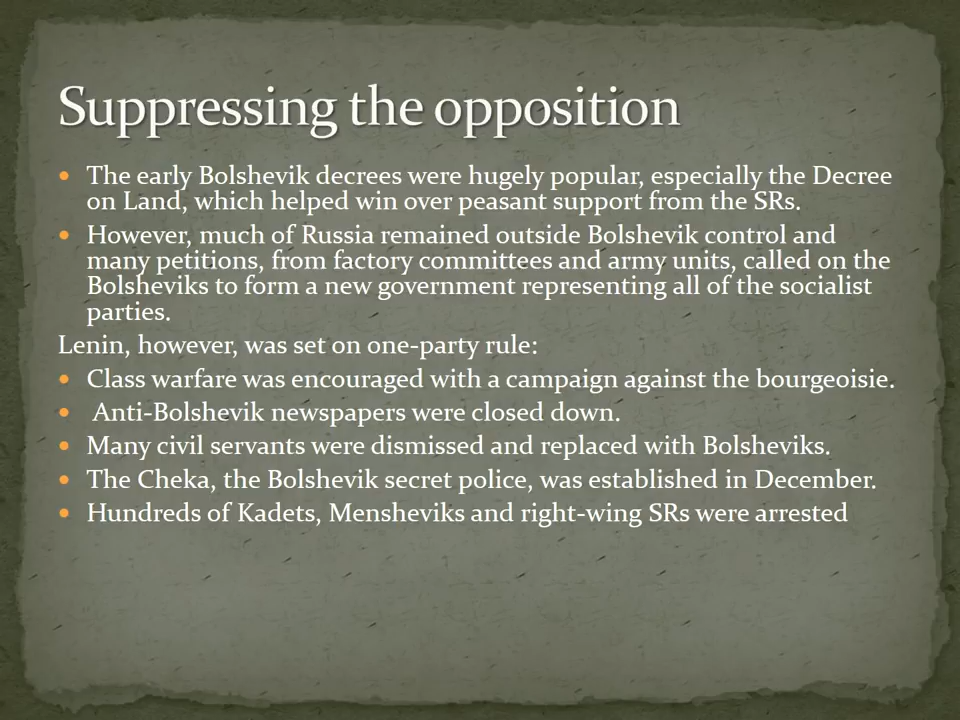 Suppressing the opposition
• The early Bolshevik decrees were hugely popular, especially the Decree
on Land, which helped win over peasant support from the SRs.
• However, much of Russia remained outside Bolshevik control and
many petitions, from factory committees and army units, called on the
Bolsheviks to form a new government representing all of the socialist
parties.
Lenin, however, was set on one-party rule:
• Class warfare was encouraged with a campaign against the bourgeoisie.
• Anti-Bolshevik newspapers were closed down.
• Many civil servants were dismissed and replaced with Bolsheviks.
• The Cheka, the Bolshevik secret police, was established in December.
• Hundreds of Kadets, Mensheviks and right-wing SRs were arrested